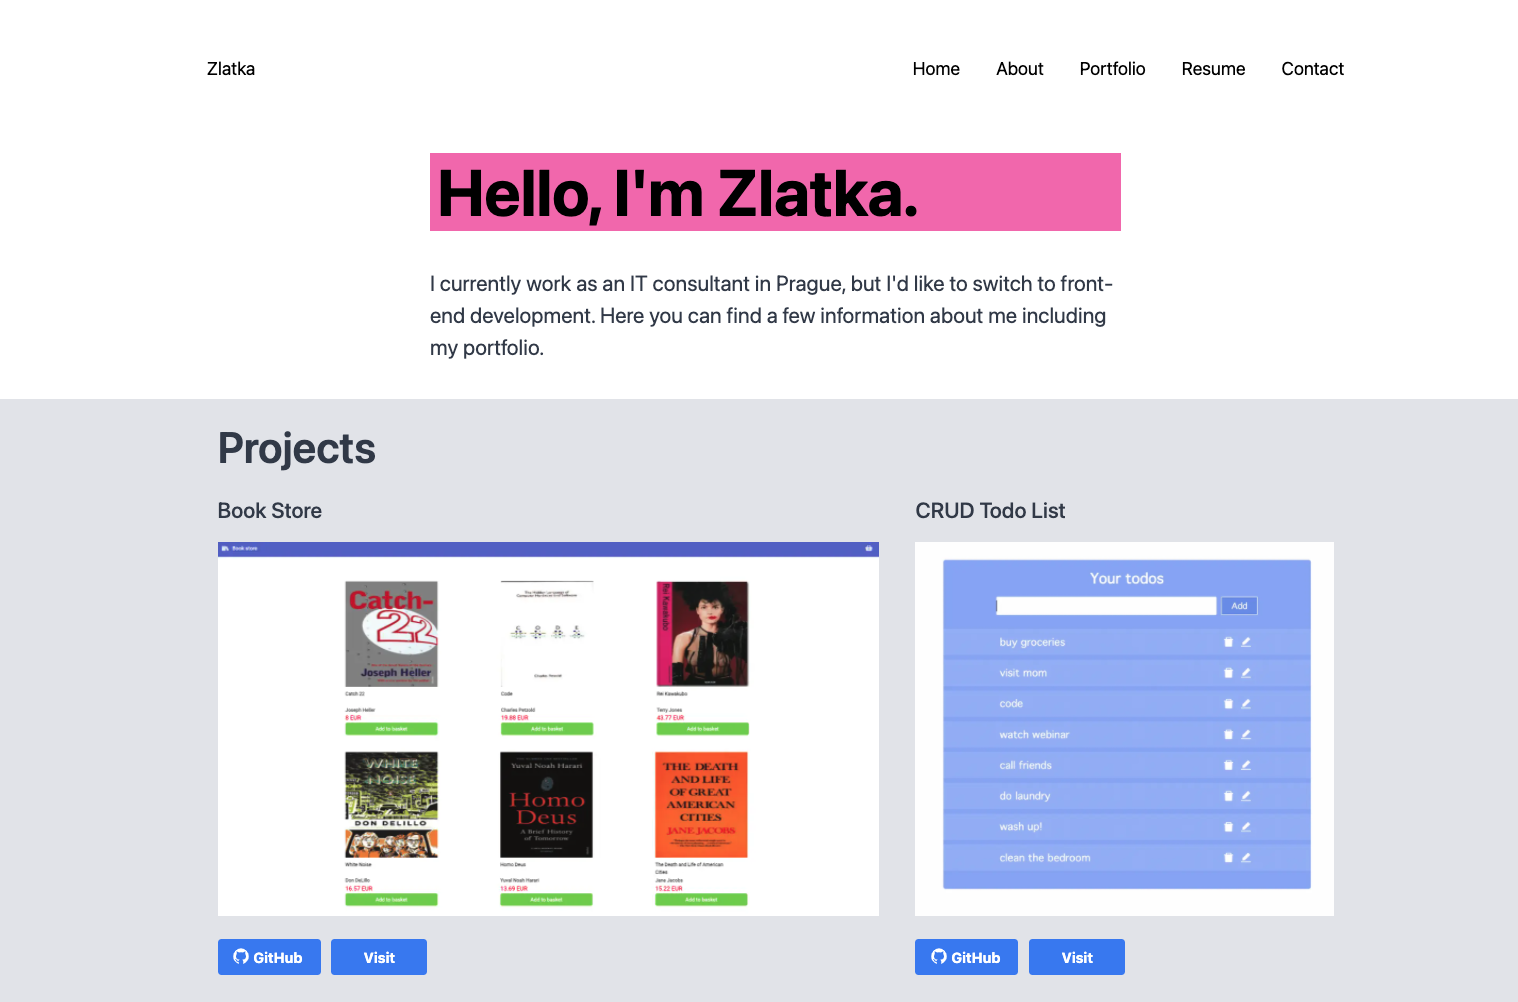 Zlatka
Home About Portfolio Resume Contact
Hello, I'm Zlatka.
I currently work as an IT consultant in Prague, but I'd like to switch to front-
end development. Here you can find a few information about me including
my portfolio.
Projects
Book Store
Book store
Catch-
22
Joseph Heller
Catch 22
Joseph Heller
8 EUR
Add to basket
Code
Charles Petzold
19.88 EUR
Add to basket
Rei Kawakubo
Rei Kawakubo
Terry Jones
43.77 EUR
Add to basket
WHITE
NOISE
DON DELILLO
White Noise
Don DeLillo
16.57 EUR
Add to basket
Yuval Noah Harari
Homo
Deus
A Brief History
of Tomorrow
Homo Deus
Yuval Noah Harari
13.69 EUR
Add to basket
THE DEATH
AND LIFE
OF GREAT
AMERICAN
CITIES
JANE JACOBS
The Death and Life of American
Cities
Jane Jacobs
15.22 EUR
Add to basket
GitHub Visit
CRUD Todo List
Your todos
Add
buy groceries
visit mom
code
watch webinar
call friends
do laundry
wash up!
clean the bedroom
GitHub Visit